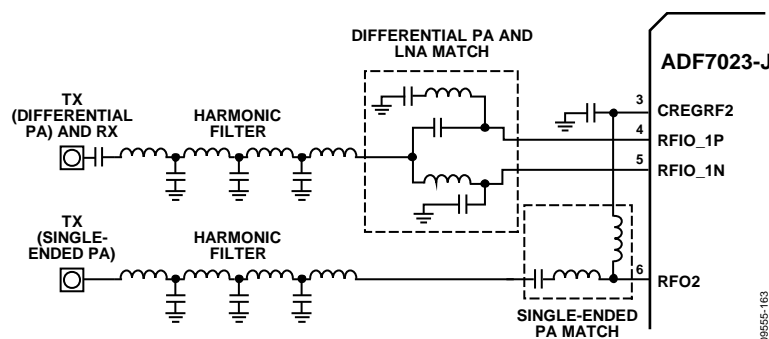 DIFFERENTIAL PA AND
LNA MATCH
ADF7023-J
TX
(DIFFERENTIAL
PA) AND RX
HARMONIC
FILTER
3
CREGRF2
4
RFIO_1P
5
RFIO_1N
TX
(SINGLE-
ENDED PA)
HARMONIC
FILTER
6
RFO2
SINGLE-ENDED
PA MATCH
09555-163